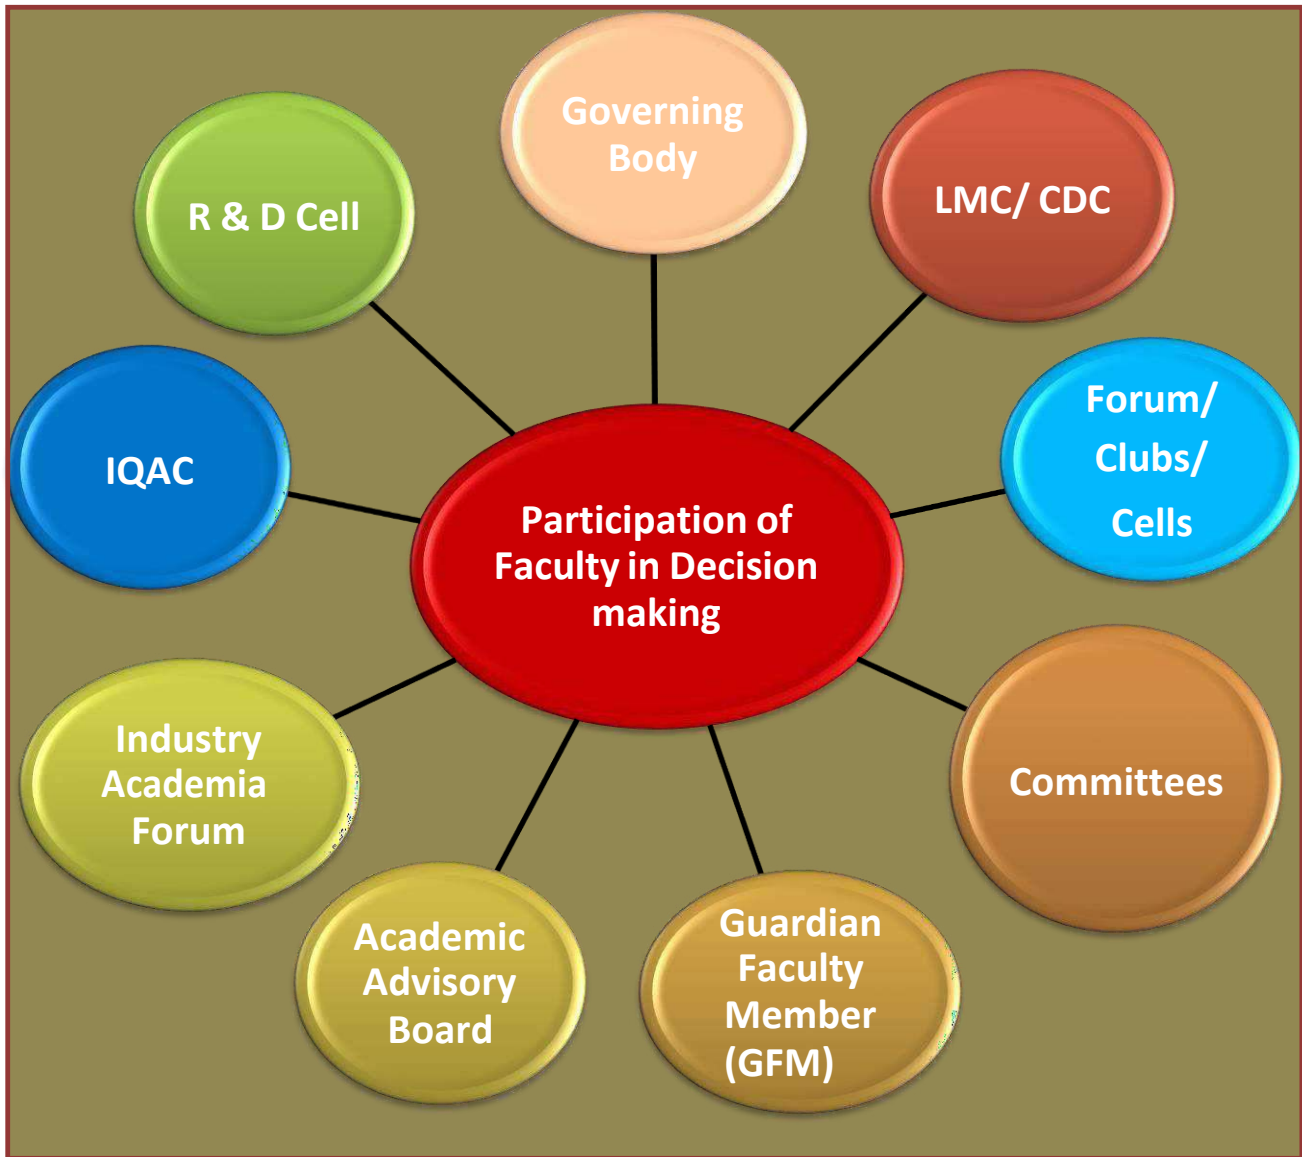 Governing
Body
LMC/ CDC
R & D Cell
Forum/
Clubs/
Cells
IQAC
Participation of
Faculty in Decision
making
Industry
Academia
Forum
Committees
Academic
Advisory
Board
Guardian
Faculty
Member
(GFM)